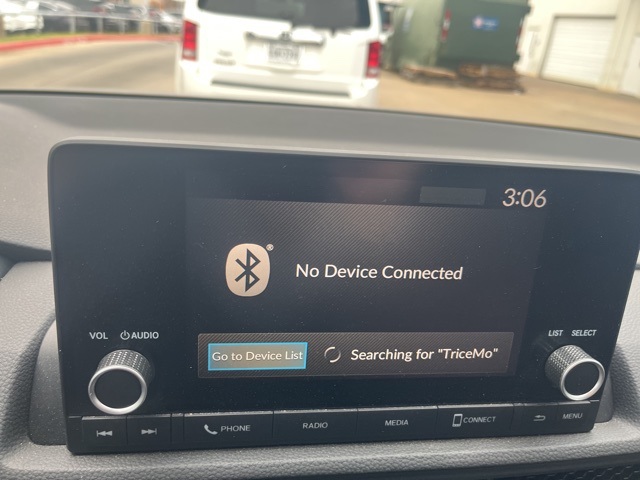 3:06
No Device Connected
VOL AUDIO
LIST SELECT
Go to Device List Searching for "TriceMo"
PHONE RADIO MEDIA CONNECT MENU